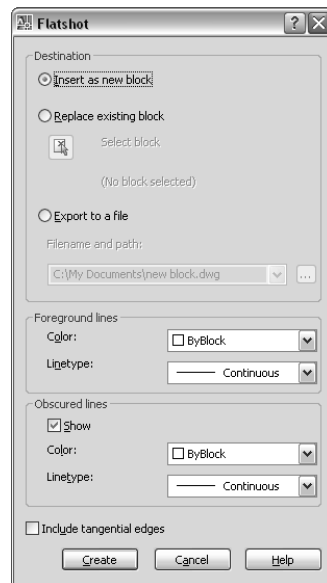 Flatshot
Destination
Insert as new block
Replace existing block
Select block
(No block selected)
Export to a file
Filename and path:
C:\My Documents\new block.dwg
...
Foreground lines
Color:
ByBlock
Linetype:
Continuous
Obscured lines
Show
Color:
ByBlock
Linetype:
Continuous
Include tangential edges
Create
Cancel
Help